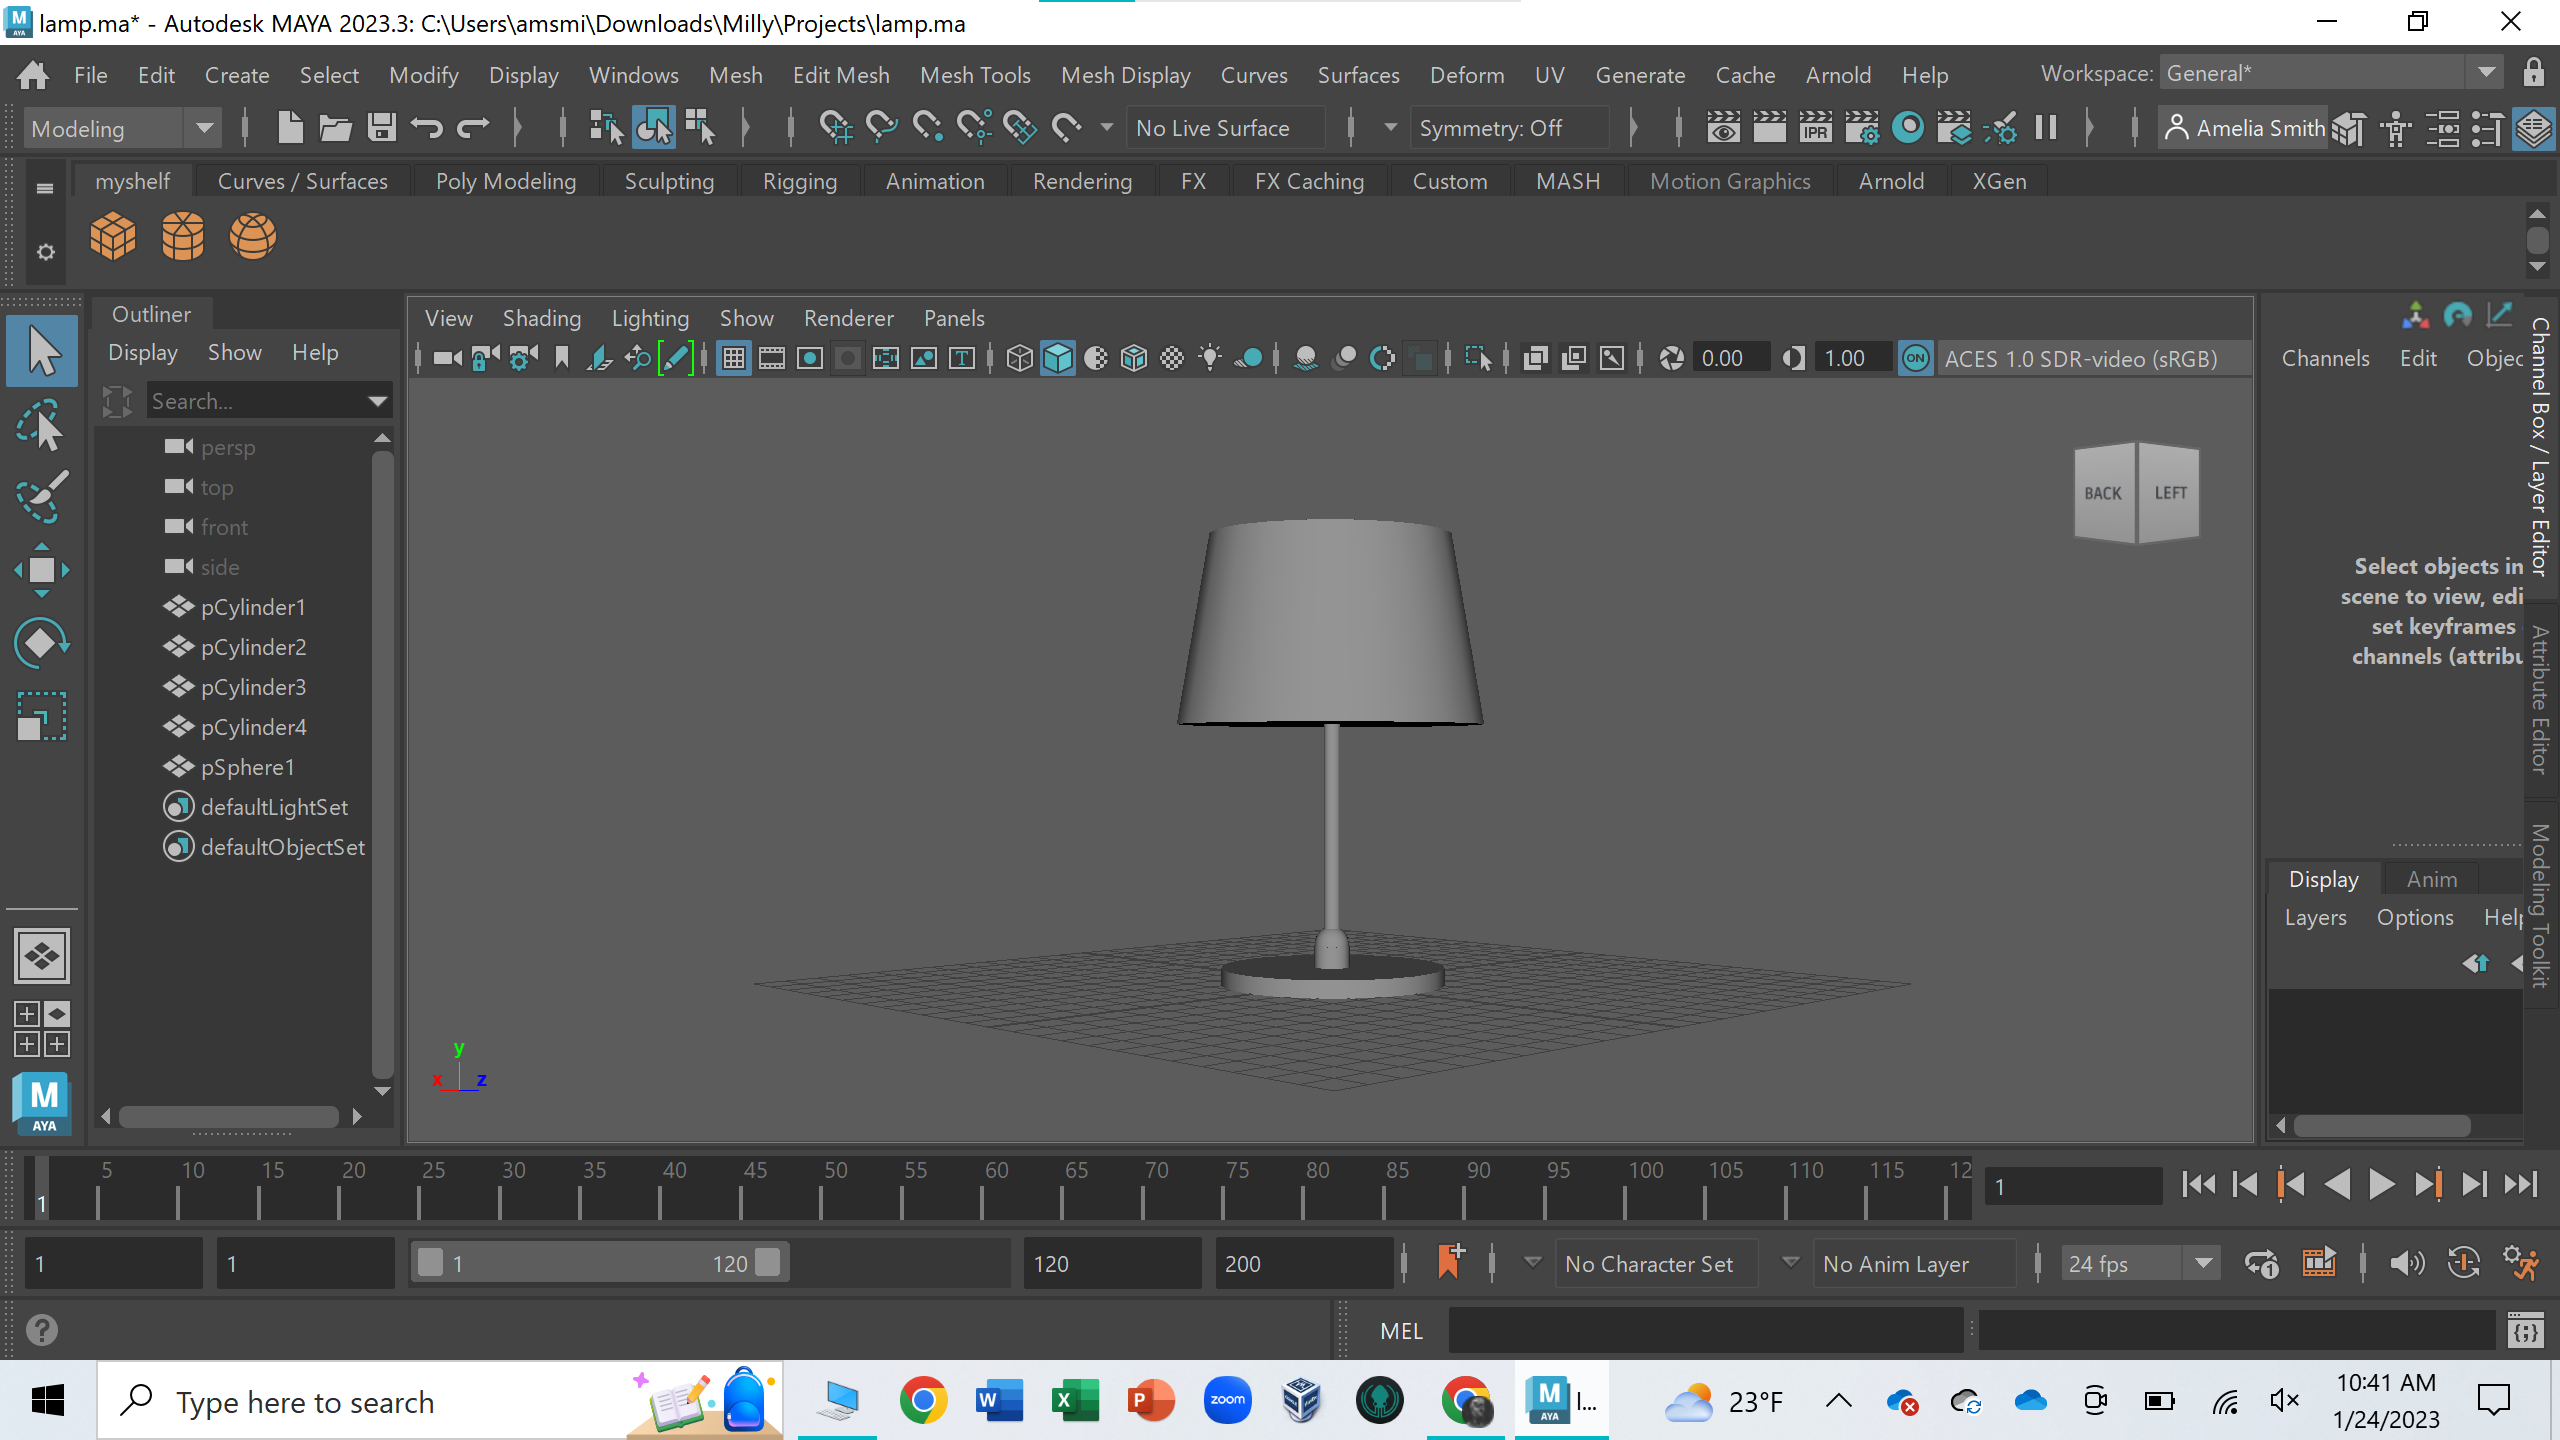 lamp.ma* - Autodesk MAYA 2023.3: C:\Users\amsmi\Downloads\Milly\Projects\lamp.ma
File Edit Create Select Modify Display Windows Mesh Edit Mesh Mesh Tools Mesh Display Curves Surfaces Deform UV Generate Cache Arnold Help Workspace: General*
Modeling No Live Surface Symmetry: Off IPR Amelia Smith
myshelf Curves / Surfaces Poly Modeling Sculpting Rigging Animation Rendering FX FX Caching Custom MASH Motion Graphics Arnold XGen
Outliner
Display Show Help
Search...
persp
top
front
side
pCylinder1
pCylinder2
pCylinder3
pCylinder4
pSphere1
defaultLightSet
defaultObjectSet
View Shading Lighting Show Renderer Panels
0.00 1.00 ON ACES 1.0 SDR-video (sRGB)
BACK LEFT
y
x z
Channels Edit Objec
Select objects in
scene to view, edi
set keyframes
channels (attribu
Channel Box / Layer Editor
Attribute Editor
Modeling Toolkit
Display Anim
Layers Options Help
M
AYA
5 10 15 20 25 30 35 40 45 50 55 60 65 70 75 80 85 90 95 100 105 110 115 12
1
1
1 1 1 120 120 200 No Character Set No Anim Layer 24 fps
MEL
Type here to search
zoom
M
AYA
l...
23°F
10:41 AM
1/24/2023